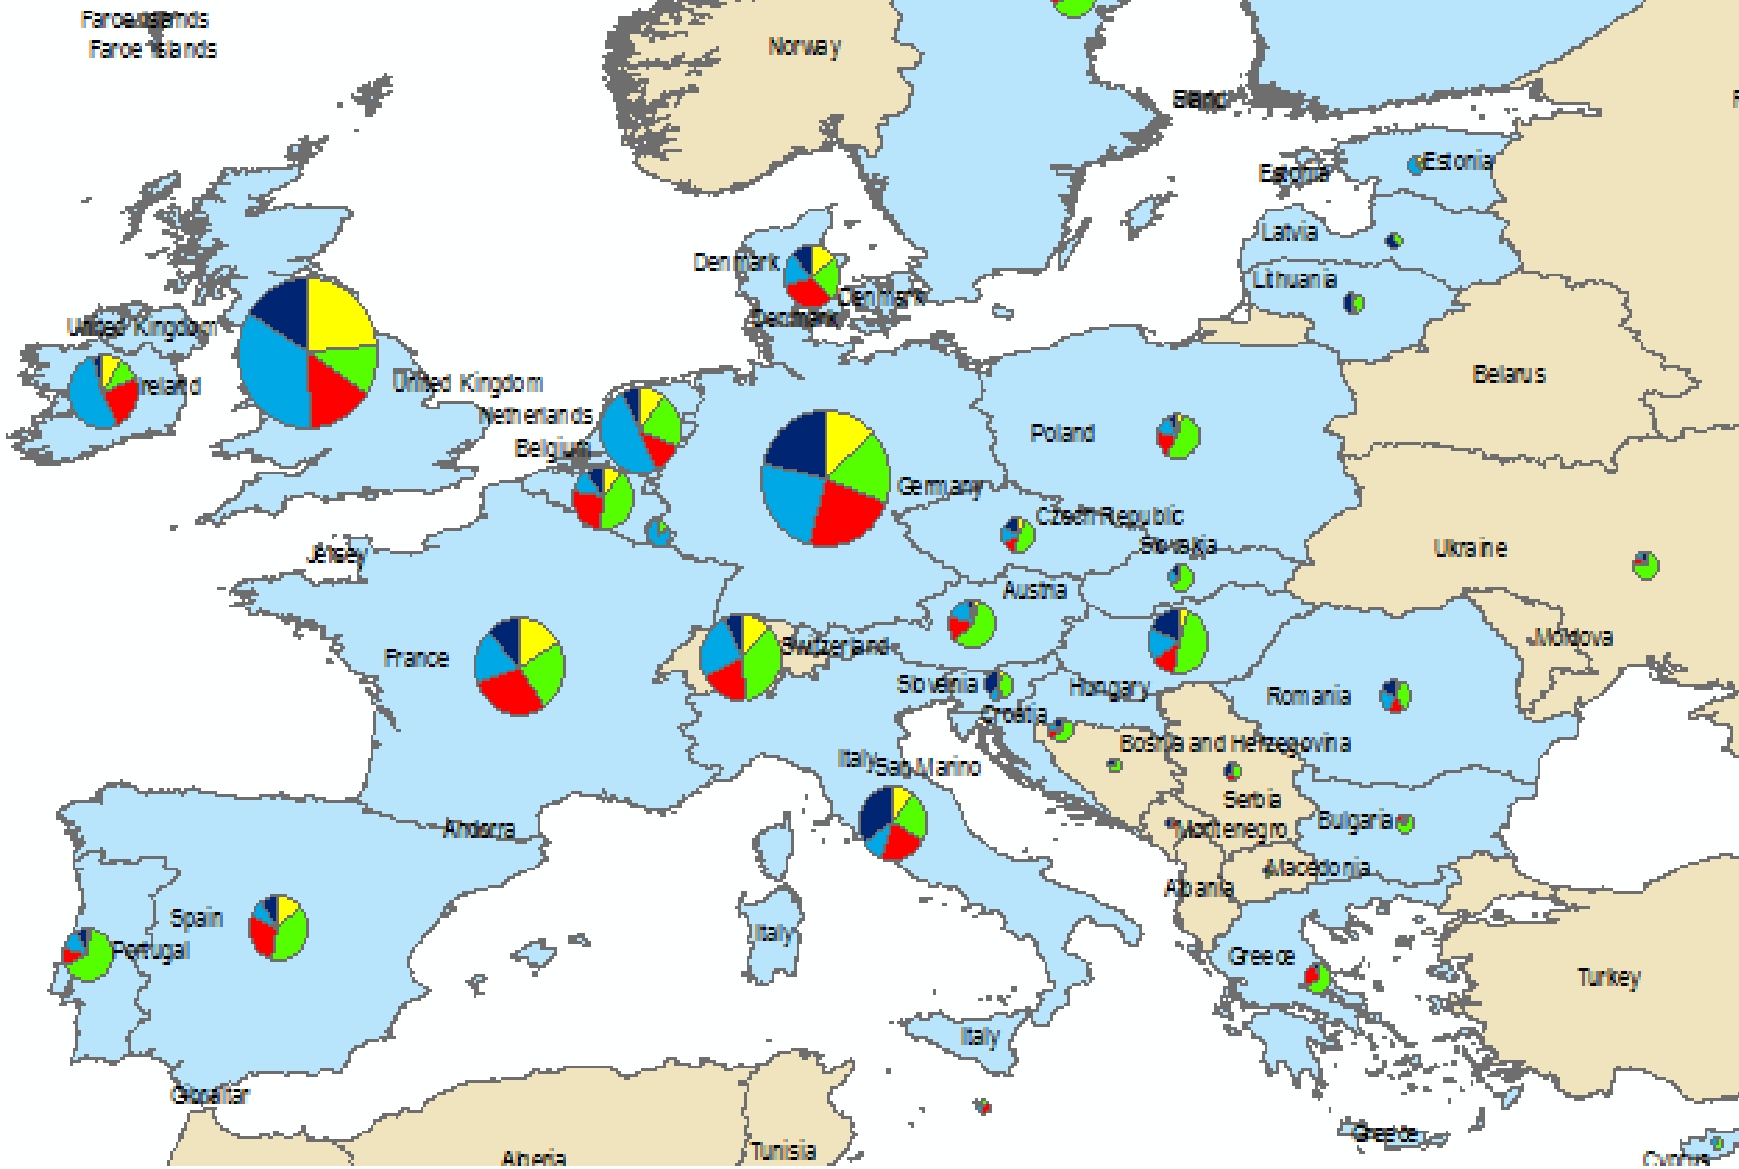 Faroe Islands
Faroe Islands
Norway
Estonia
Estonia
Latvia
Lithuania
Denmark
Denmark
Denmark
United Kingdom
Ireland
United Kingdom
Netherlands
Belgium
Belarus
Poland
Germany
Czech Republic
Slovakia
Ukraine
Jersey
Austria
Moldova
France
Switzerland
Slovenia
Hungary
Romania
Croatia
Bosnia and Herzegovina
Italy
San Marino
Serbia
Andorra
Montenegro
Bulgaria
Macedonia
Albania
Spain
Portugal
Italy
Greece
Turkey
Italy
Gibraltar
Greece
Tunisia